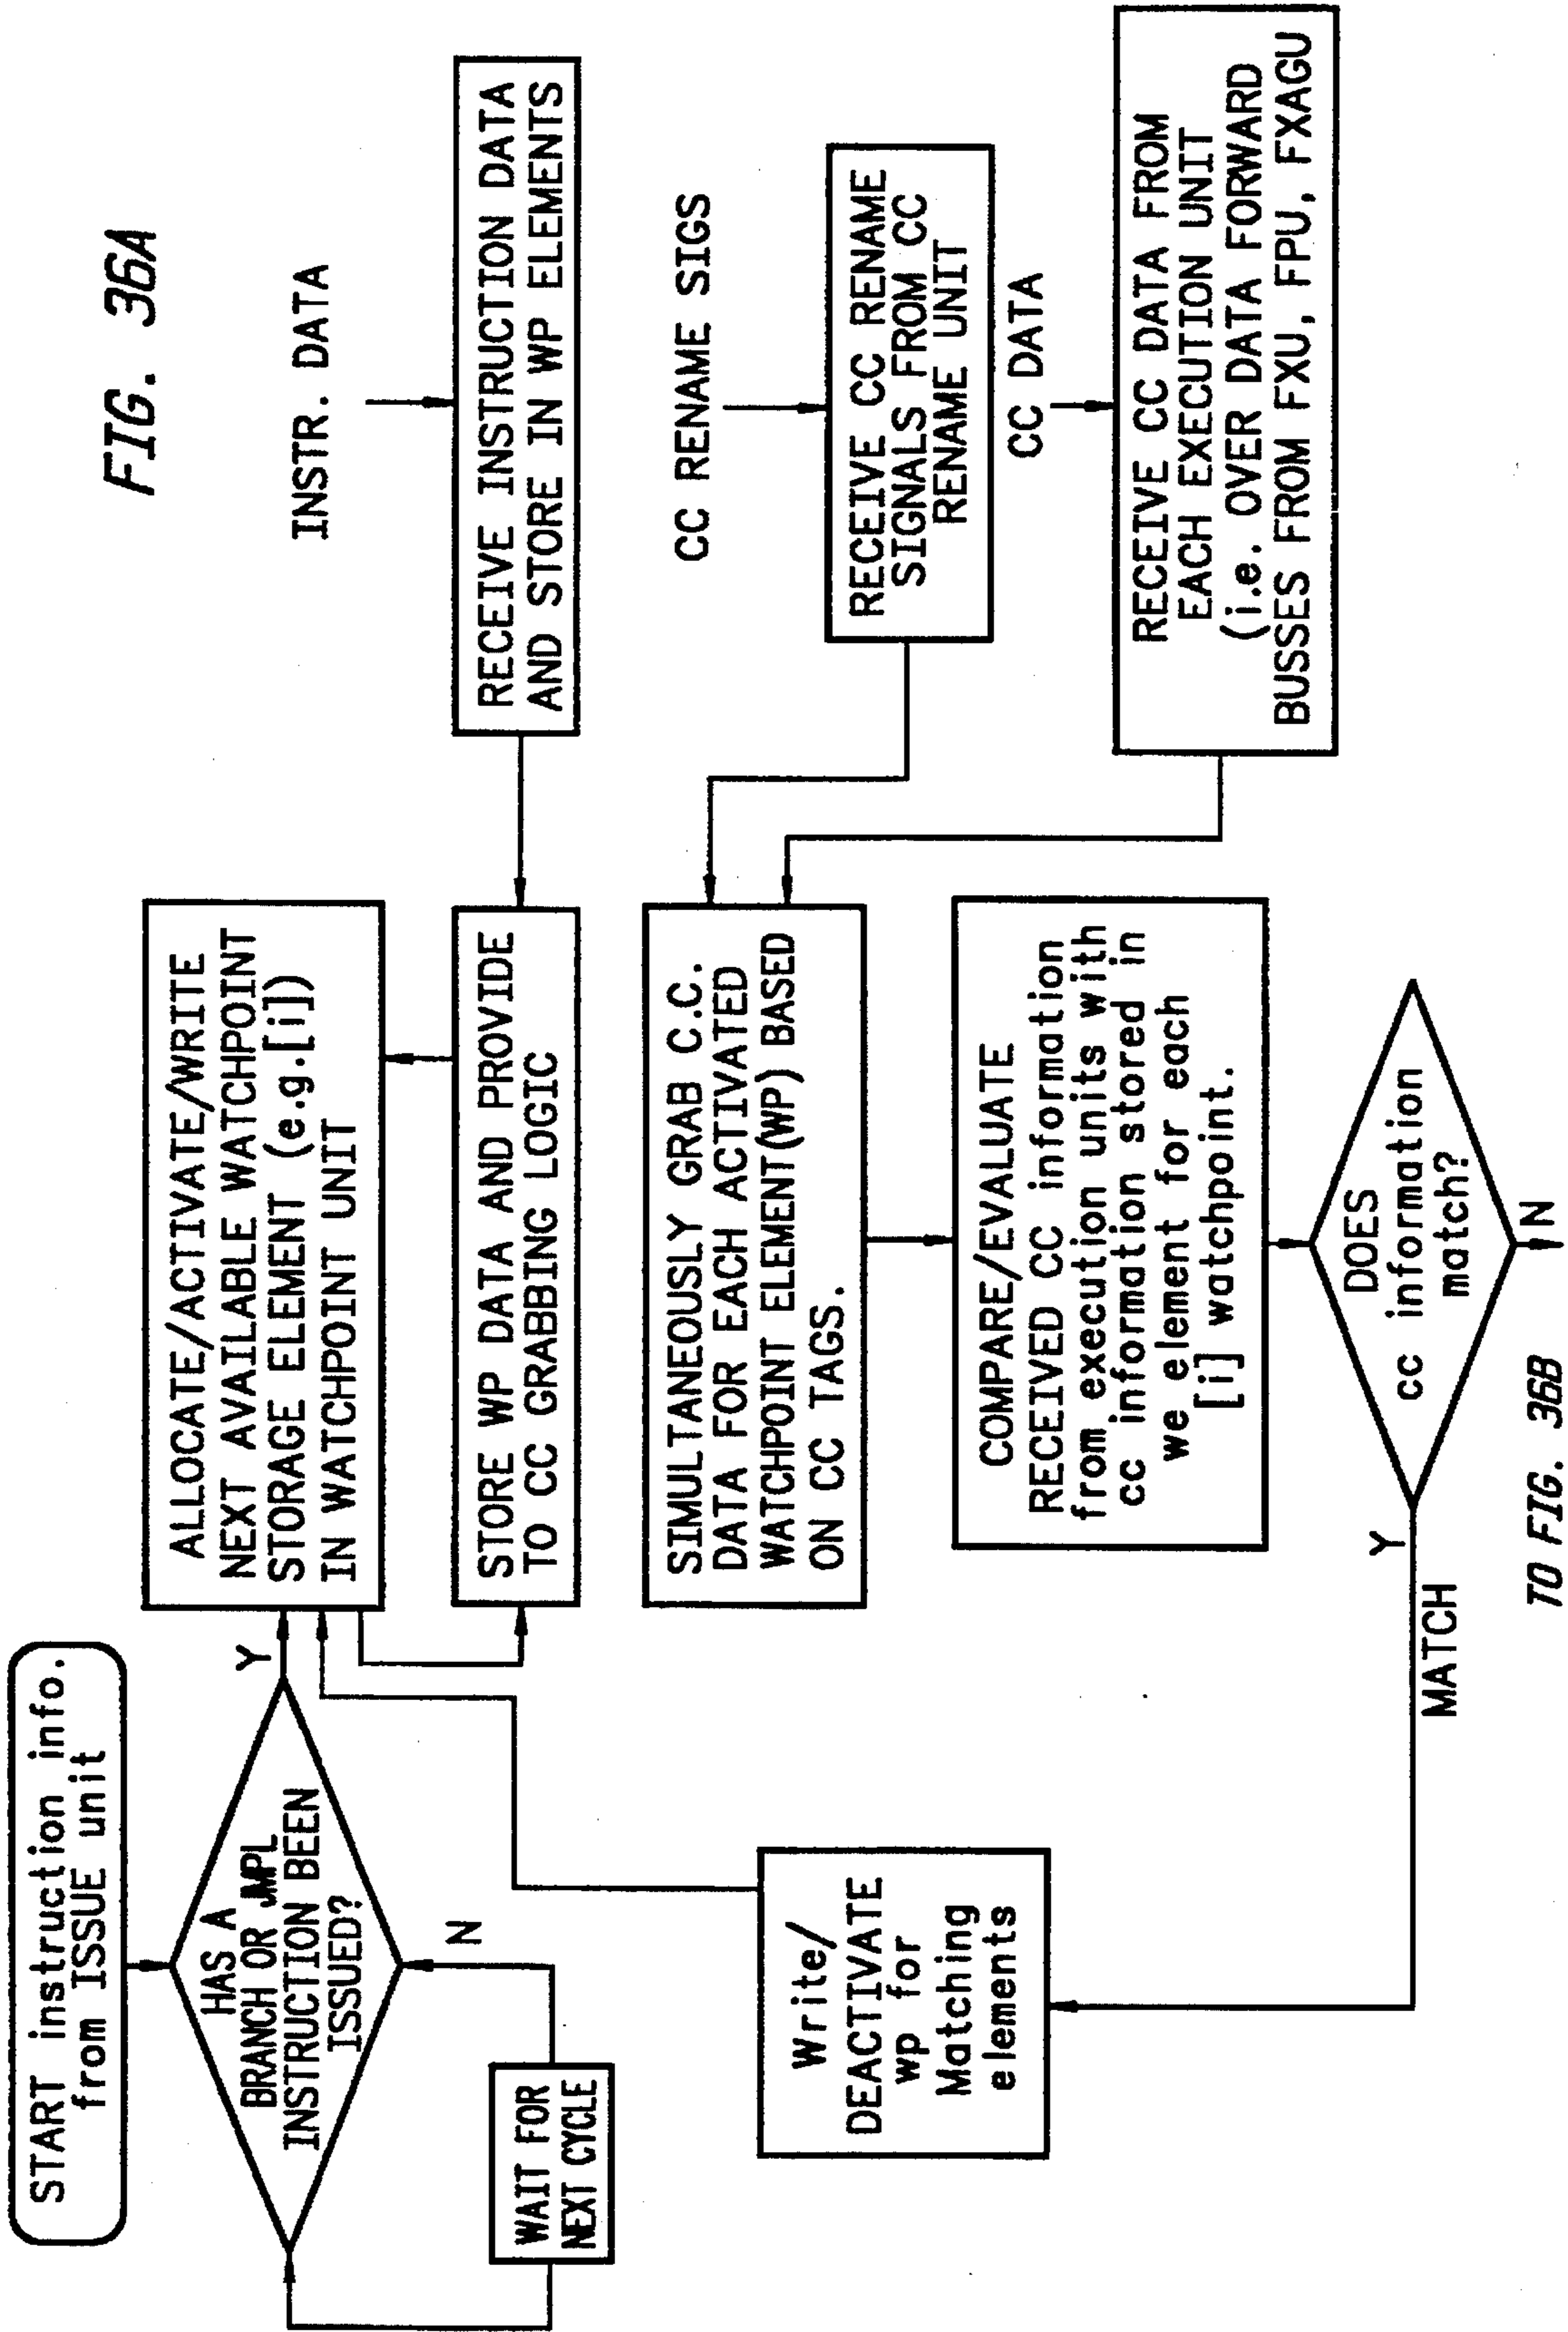 FIG. 36A
START instruction info.
from ISSUE unit
HAS A
BRANCH OR JMPL
INSTRUCTION BEEN
ISSUED?
Y
N
WAIT FOR
NEXT CYCLE
ALLOCATE/ACTIVATE/WRITE
NEXT AVAILABLE WATCHPOINT
STORAGE ELEMENT (e.g.[i])
IN WATCHPOINT UNIT
INSTR. DATA
RECEIVE INSTRUCTION DATA
AND STORE IN WP ELEMENTS
STORE WP DATA AND PROVIDE
TO CC GRABBING LOGIC
CC RENAME SIGS
RECEIVE CC RENAME
SIGNALS FROM CC
RENAME UNIT
CC DATA
RECEIVE CC DATA FROM
EACH EXECUTION UNIT
(i.e. OVER DATA FORWARD
BUSSES FROM FXU, FPU, FXAGU
SIMULTANEOUSLY GRAB C.C.
DATA FOR EACH ACTIVATED
WATCHPOINT ELEMENT(WP) BASED
ON CC TAGS.
COMPARE/EVALUATE
RECEIVED CC information
from execution units with
cc information stored in
we element for each
[i] watchpoint.
DOES
cc information
match?
Y
MATCH
N
Write/
DEACTIVATE
wp for
Matching
elements
TO FIG. 36B